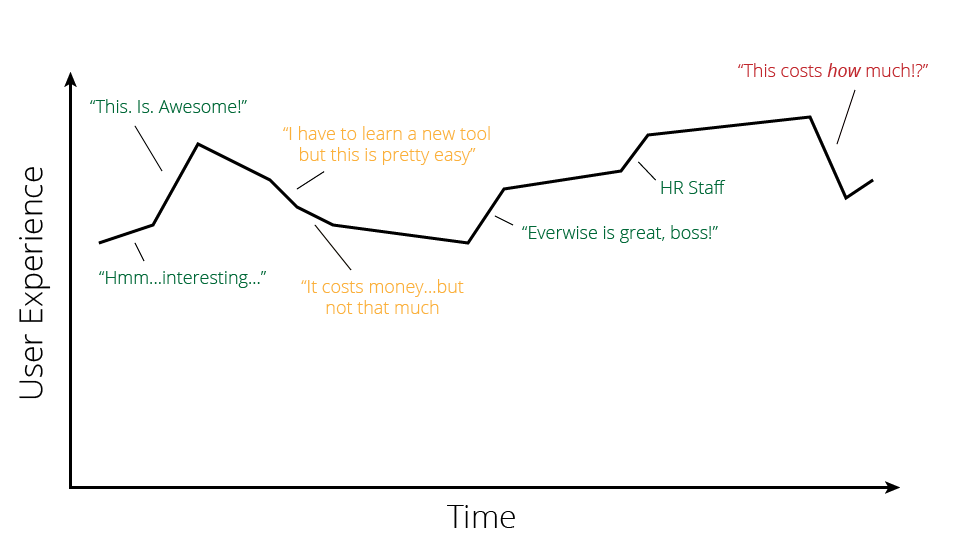 “This costs how much!?”
“This. Is. Awesome!”
“I have to learn a new tool
but this is pretty easy”
HR Staff
“Everwise is great, boss!”
“Hmm...interesting...”
“It costs money...but
not that much
User Experience
Time